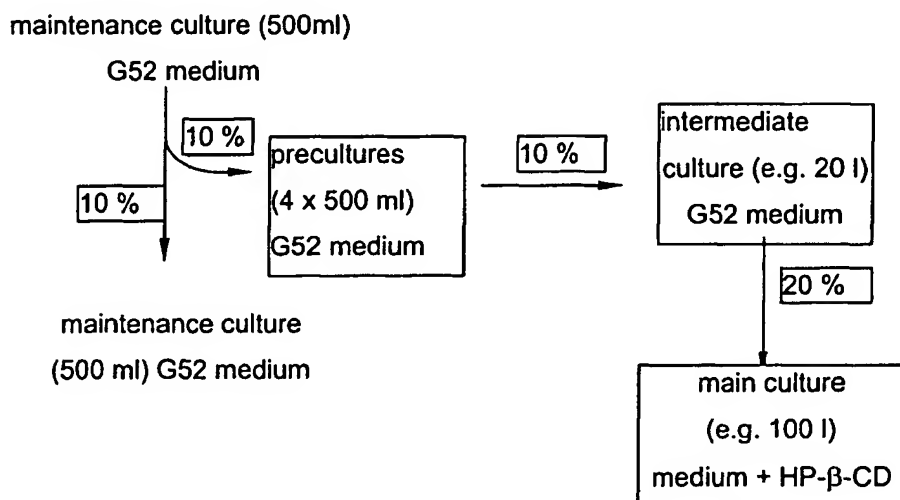 maintenance culture (500ml)
G52 medium
10 %
10 %
precultures
(4 x 500 ml)
G52 medium
10 %
intermediate
culture (e.g. 20 l)
G52 medium
20 %
maintenance culture
(500 ml) G52 medium
main culture
(e.g. 100 l)
medium + HP-β-CD